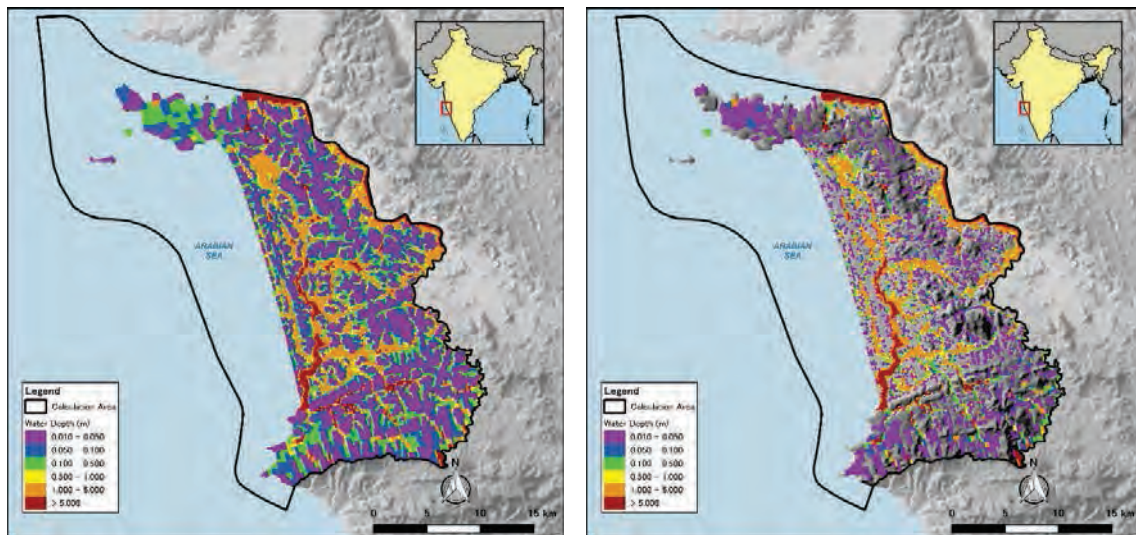 ARABIAN
SEA
Legend
Calculation Area
Water Depth (m)
0.010 - 0.050
0.050 - 0.100
0.100 0.500
0.500 - 1.000
1.000 - 5.000
> 5.000
N
0 5 10 15 km
ARABIAN
SEA
Legend
Calculation Area
Water Depth (m)
0.010 - 0.050
0.050 - 0.100
0.100 0.500
0.500 - 1.000
1.000 - 5.000
> 5.000
N
0 5 10 15 km